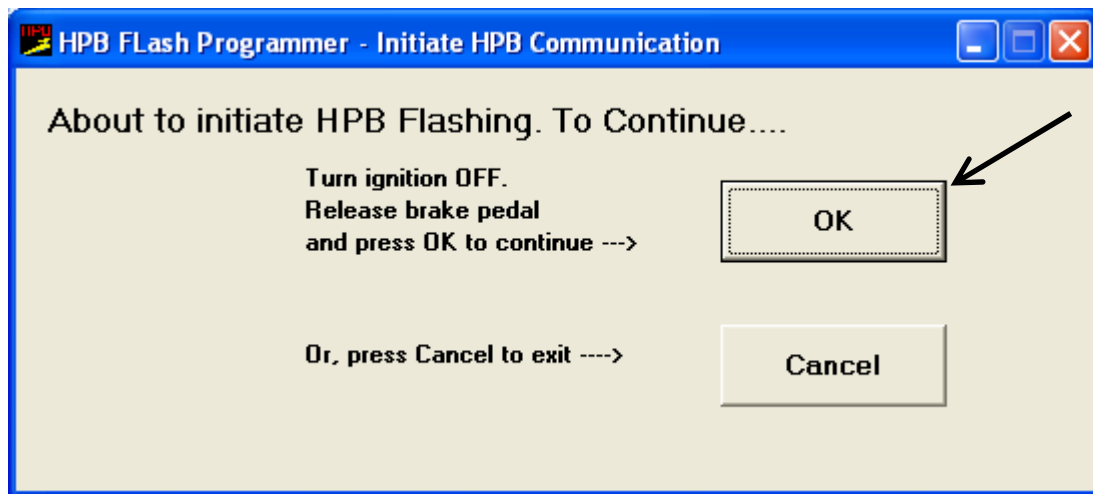 HPB FLash Programmer - Initiate HPB Communication
About to initiate HPB Flashing. To Continue....
Turn ignition OFF.
Release brake pedal
and press OK to continue --->
OK
Or, press Cancel to exit ---->
Cancel